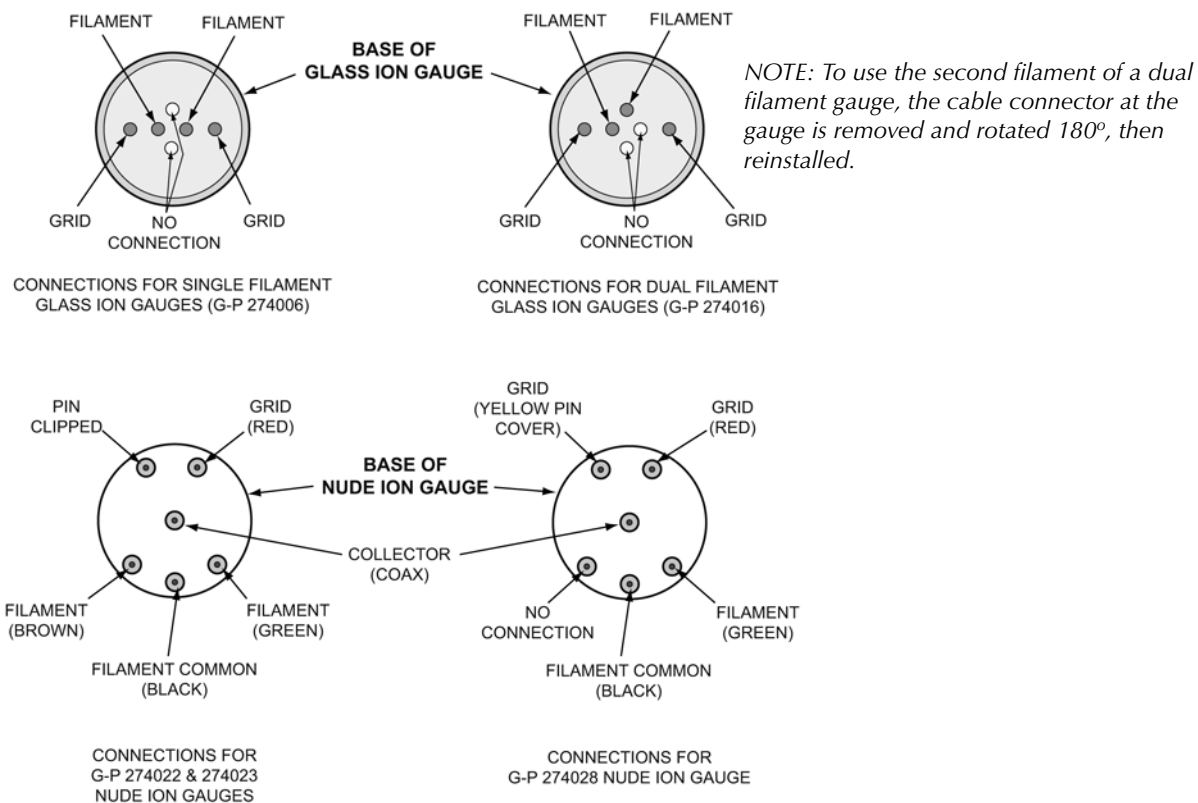 FILAMENT
FILAMENT
BASE OF
GLASS ION GAUGE
GRID
NO
CONNECTION
GRID
CONNECTIONS FOR SINGLE FILAMENT
GLASS ION GAUGES (G-P 274006)
FILAMENT
FILAMENT
GRID
NO
CONNECTION
GRID
CONNECTIONS FOR DUAL FILAMENT
GLASS ION GAUGES (G-P 274016)
NOTE: To use the second filament of a dual
filament gauge, the cable connector at the
gauge is removed and rotated 180º, then
reinstalled.
PIN
CLIPPED
GRID
(RED)
BASE OF
NUDE ION GAUGE
COLLECTOR
(COAX)
FILAMENT
(BROWN)
FILAMENT
(GREEN)
FILAMENT COMMON
(BLACK)
CONNECTIONS FOR
G-P 274022 & 274023
NUDE ION GAUGES
GRID
(YELLOW PIN
COVER)
GRID
(RED)
NO
CONNECTION
FILAMENT
(GREEN)
FILAMENT COMMON
(BLACK)
CONNECTIONS FOR
G-P 274028 NUDE ION GAUGE